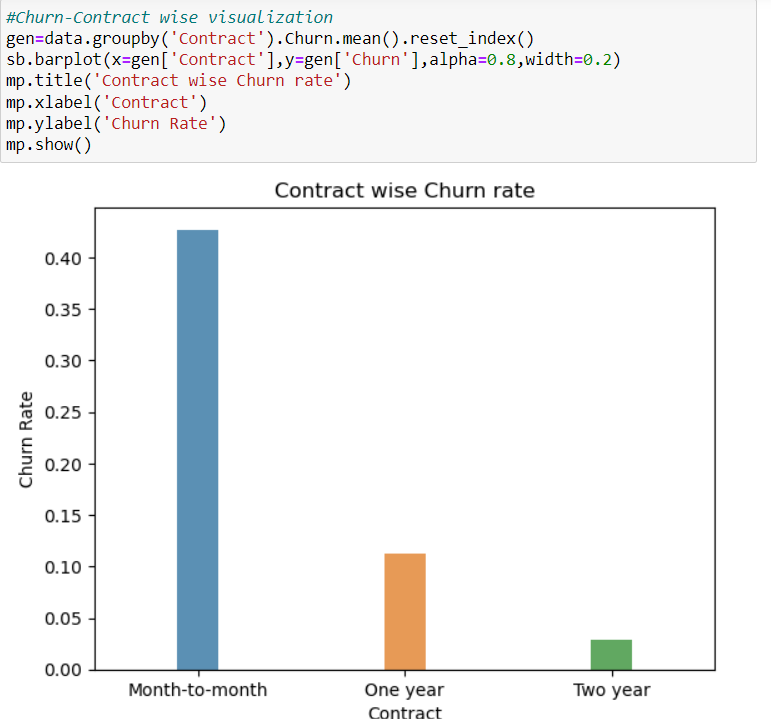 #Churn-Contract wise visualization
gen=data.groupby('Contract').Churn.mean().reset_index()
sb.barplot(x=gen['Contract'],y=gen['Churn'],alpha=0.8,width=0.2)
mp.title('Contract wise Churn rate')
mp.xlabel('Contract')
mp.ylabel('Churn Rate')
mp.show()
Contract wise Churn rate
Churn Rate
0.40
0.35
0.30
0.25
0.20
0.15
0.10
0.05
0.00
Month-to-month One year Two year
Contract